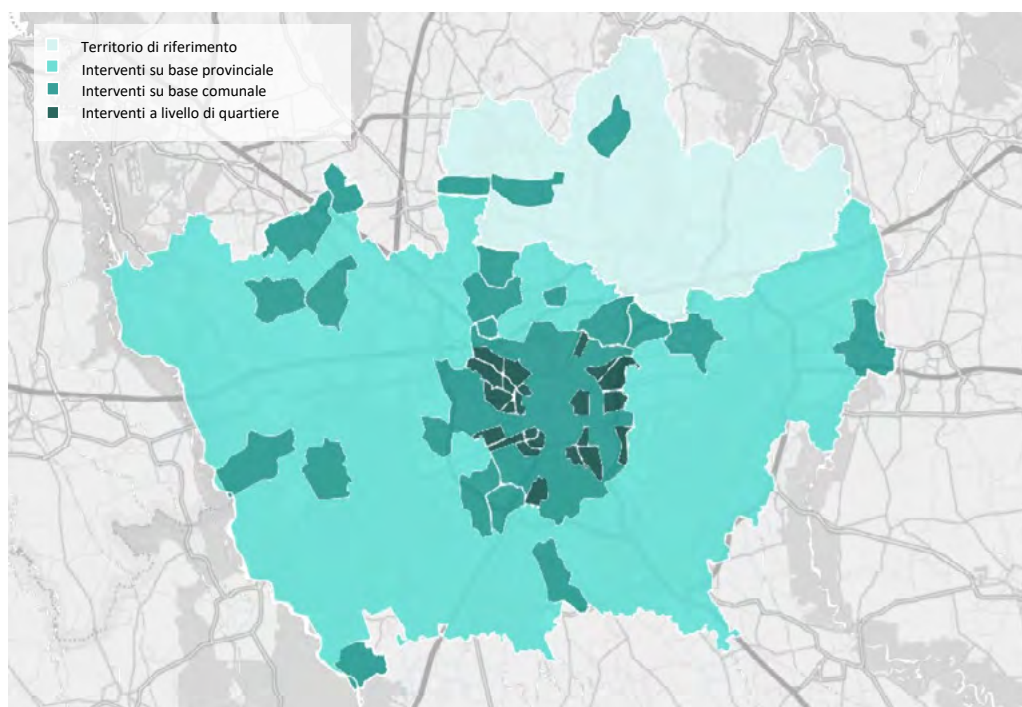 Territorio di riferimento
Interventi su base provinciale
Interventi su base comunale
Interventi a livello di quartiere